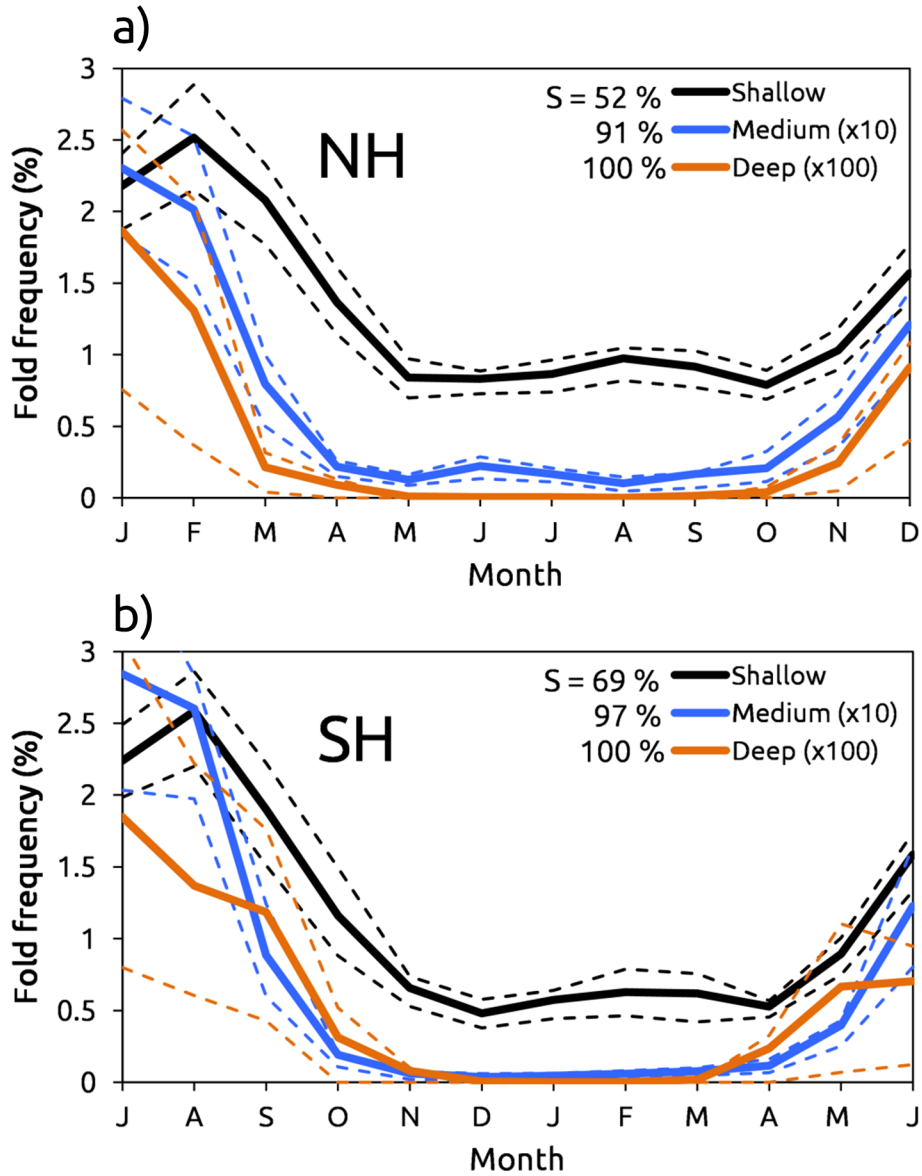 a)
3
2.5
2
1.5
1
0.5
0
Fold frequency (%)
NH
S = 52 % Shallow
91 % Medium (x10)
100 % Deep (x100)
J F M A M J J A S O N D
Month
b)
3
2.5
2
1.5
1
0.5
0
Fold frequency (%)
SH
S = 69 % Shallow
97 % Medium (x10)
100 % Deep (x100)
J A S O N D J F M A M J
Month